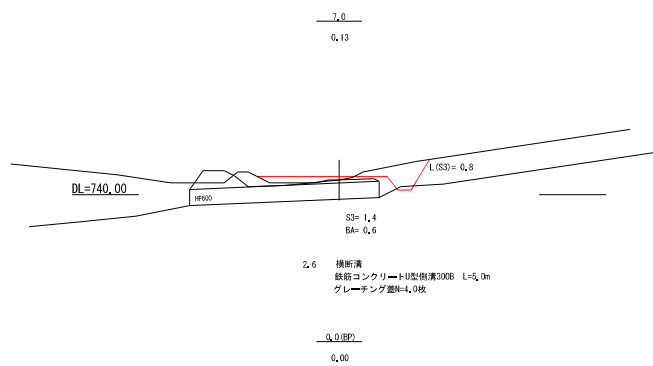 7.0
0.13
L(S3)= 0.8
DL=740.00
HP600
S3= 1.4
BA= 0.6
2.6 横断溝
鉄筋コンクリートU型側溝300B L=5.0m
グレーチング蓋N=4.0枚
0.0(BP)
0.00